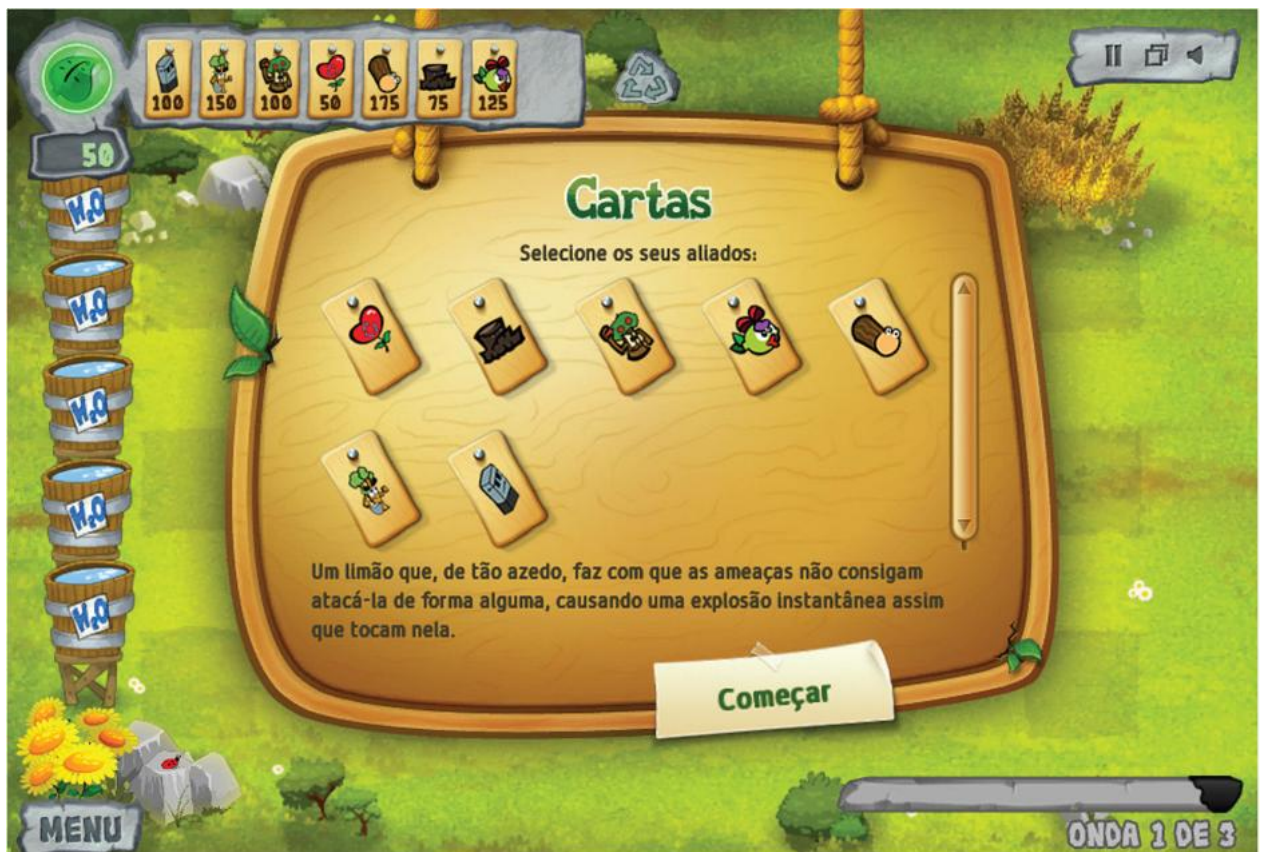 100 150 100 50 175 75 125
50
H2O
Cartas
Selecione os seus aliados:
H2O
H2O
H2O
H2O
Um limão que, de tão azedo, faz com que as ameaças não consigam
atacá-la de forma alguma, causando uma explosão instantânea assim
que tocam nela.
Começar
MENU
ONDA 1 DE 3